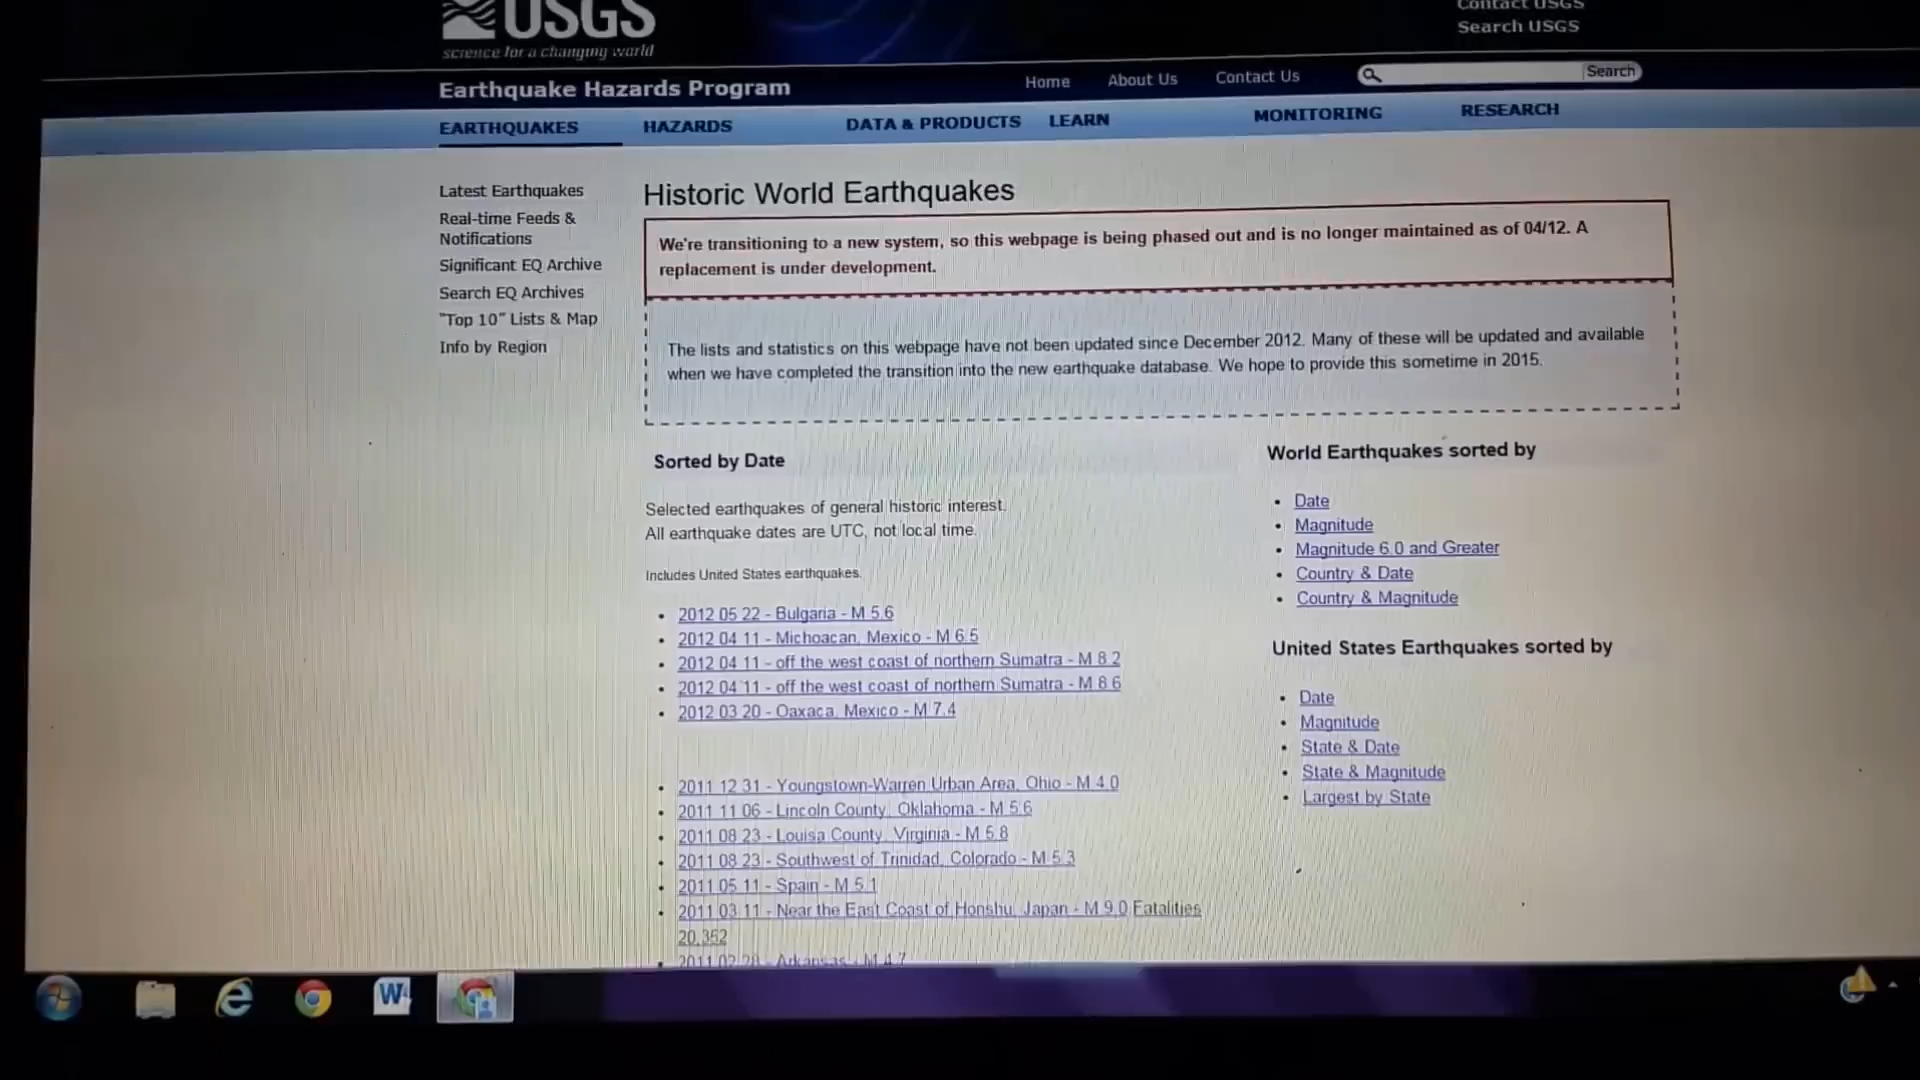 USGS
science for a changing world
Contact USGS
Search USGS
Earthquake Hazards Program
Home
About Us
Contact Us
Search
EARTHQUAKES
HAZARDS
DATA & PRODUCTS
LEARN
MONITORING
RESEARCH
Latest Earthquakes
Real-time Feeds &
Notifications
Significant EQ Archive
Search EQ Archives
"Top 10" Lists & Map
Info by Region
Historic World Earthquakes
We're transitioning to a new system, so this webpage is being phased out and is no longer maintained as of 04/12. A
replacement is under development.
The lists and statistics on this webpage have not been updated since December 2012. Many of these will be updated and available
when we have completed the transition into the new earthquake database. We hope to provide this sometime in 2015.
Sorted by Date
Selected earthquakes of general historic interest.
All earthquake dates are UTC, not local time.
Includes United States earthquakes.
2012 05 22 - Bulgaria - M 5.6
2012 04 11 - Michoacan, Mexico - M 6.5
2012 04 11 - off the west coast of northern Sumatra - M 8.2
2012 04 11 - off the west coast of northern Sumatra - M 8.6
2012 03 20 - Oaxaca, Mexico - M 7.4
2011 12 31 - Youngstown-Warren Urban Area, Ohio - M 4.0
2011 11 06 - Lincoln County, Oklahoma - M 5.6
2011 08 23 - Louisa County, Virginia - M 5.8
2011 08 23 - Southwest of Trinidad, Colorado - M 5.3
2011 05 11 - Spain - M 5.1
2011 03 11 - Near the East Coast of Honshu, Japan - M 9.0 Fatalities
20,352
2011 02 28 - Arkansas - M 4.7
World Earthquakes sorted by
Date
Magnitude
Magnitude 6.0 and Greater
Country & Date
Country & Magnitude
United States Earthquakes sorted by
Date
Magnitude
State & Date
State & Magnitude
Largest by State
W